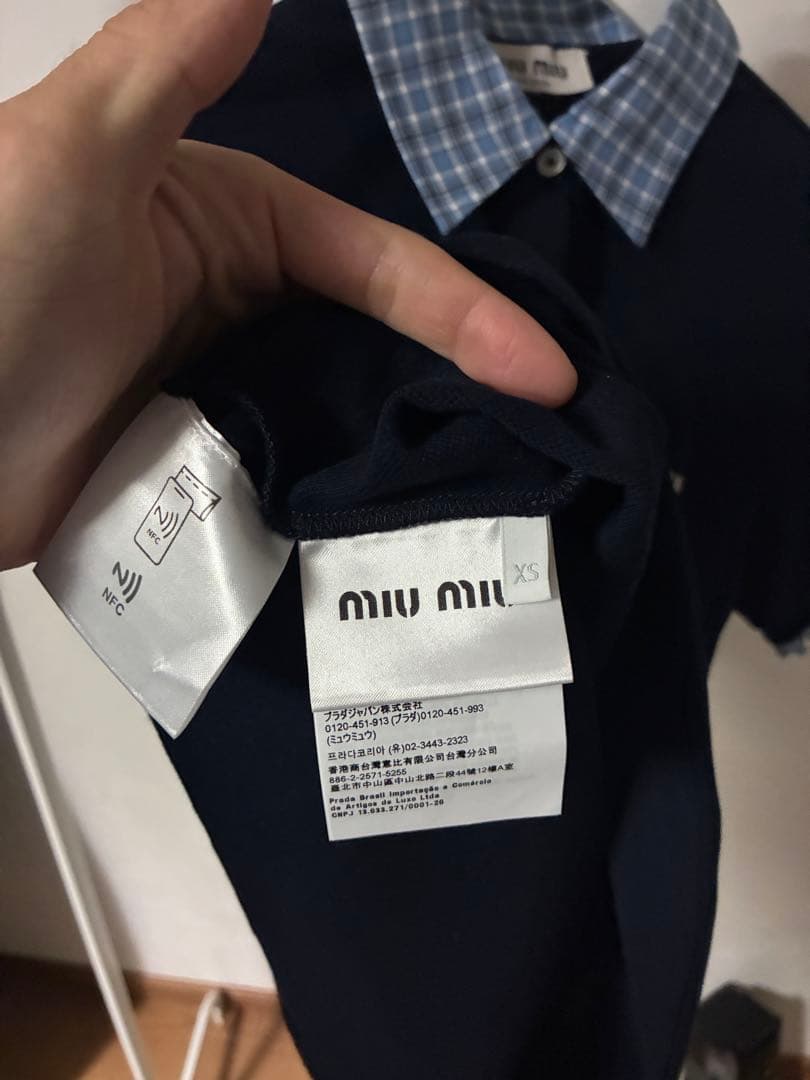 miu miu
NFC
NFC
miu miu
XS
プラダジャパン株式会社
0120-451-913 (プラダ)0120-451-993
(ミュウミュウ)
프라다코리아 (유)02-3443-2323
香港商台灣意比有限公司台灣分公司
886-2-2571-5255
臺北市中山區中山北路二段44號12樓A室
Prada Brasil Importação e Comércio
de Artigos de Luxo Ltda
CNPJ 13.033.271/0001-26